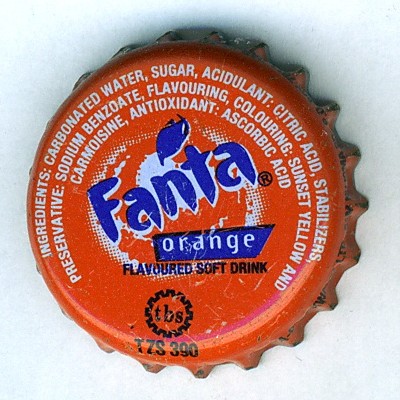 INGREDIENTS: CARBONATED WATER, SUGAR, ACIDULANT: CITRIC ACID, STABILIZERS
PRESERVATIVE: SODIUM BENZOATE, FLAVOURING, COLOURING: SUNSET YELLOW AND
CARMOISINE, ANTIOXIDANT: ASCORBIC ACID
Fanta®
orange
FLAVOURED SOFT DRINK
tbs
TZS 390